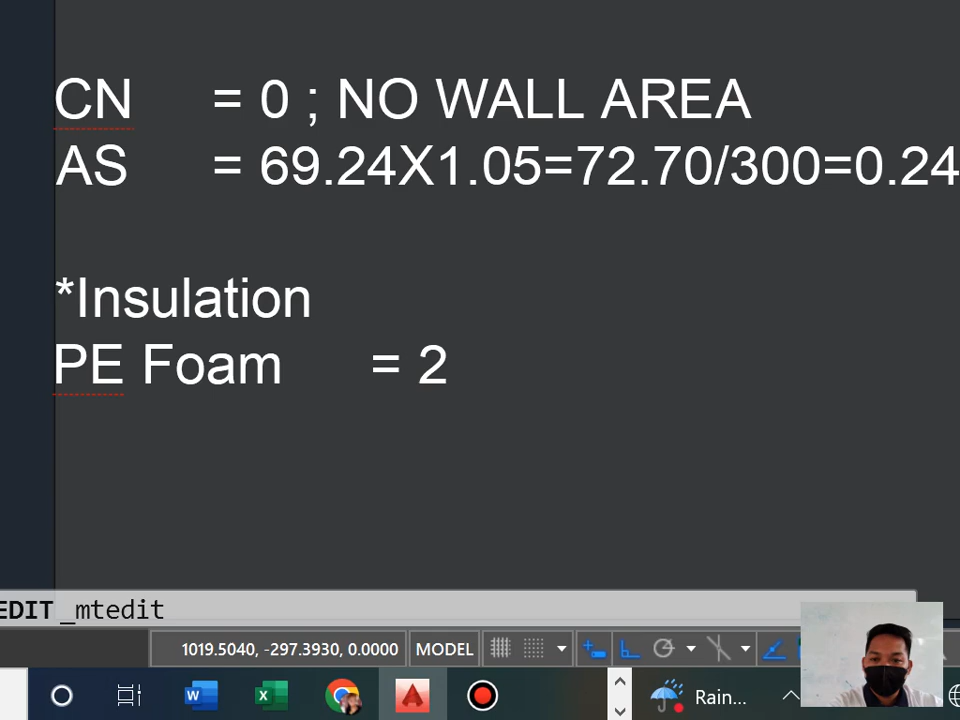 CN = 0 ; NO WALL AREA
AS = 69.24X1.05=72.70/300=0.24
*Insulation
PE Foam = 2
EDIT _mtedit
1019.5040, -297.3930, 0.0000 MODEL
Rain...